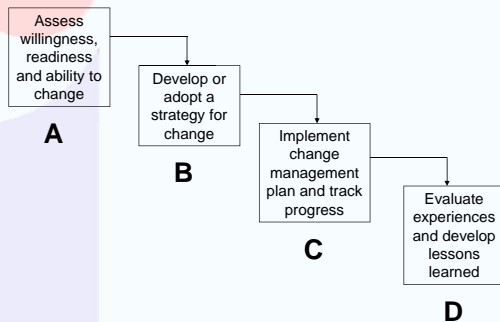 Assess
willingness,
readiness
and ability to
change
A
Develop or
adopt a
strategy for
change
B
Implement
change
management
plan and track
progress
C
Evaluate
experiences
and develop
lessons
learned
D